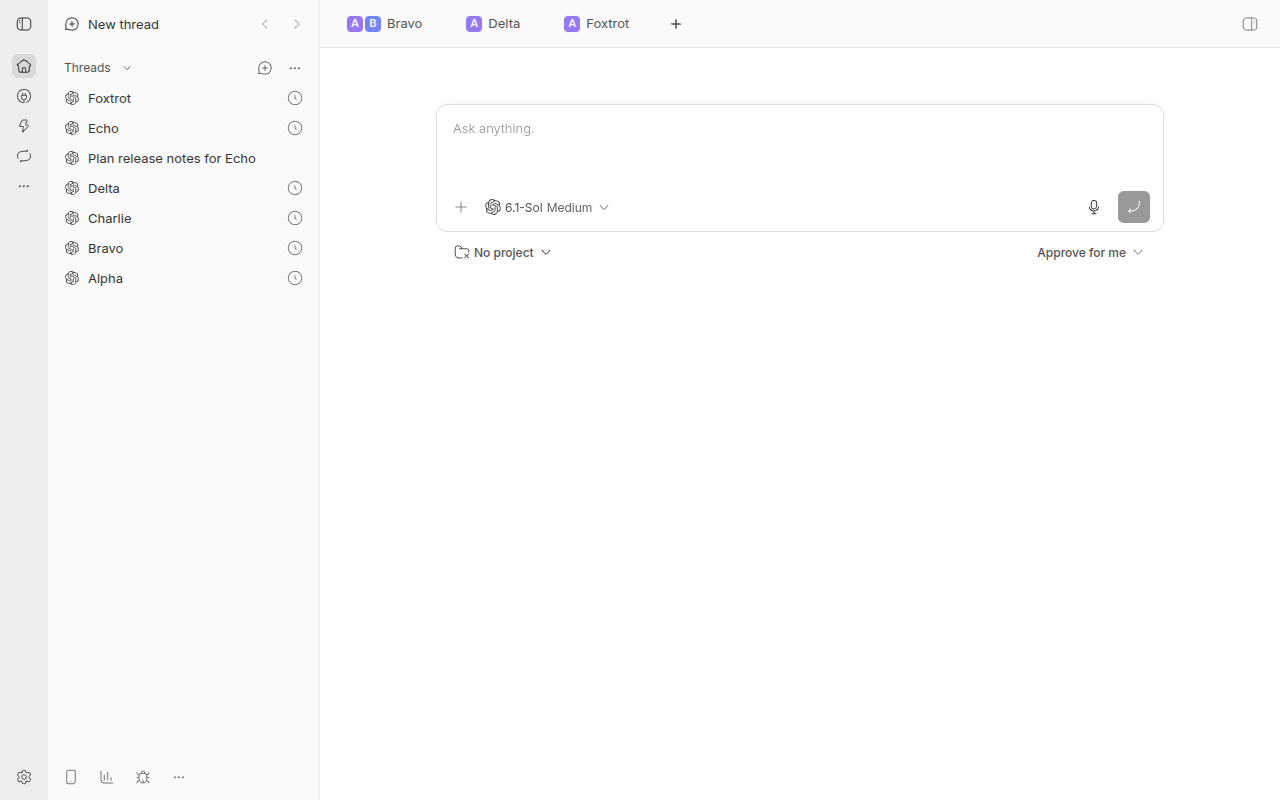 New thread
Threads
Foxtrot
Echo
Plan release notes for Echo
Delta
Charlie
Bravo
Alpha
A B Bravo
A Delta
A Foxtrot
Ask anything.
6.1-Sol Medium
No project
Approve for me